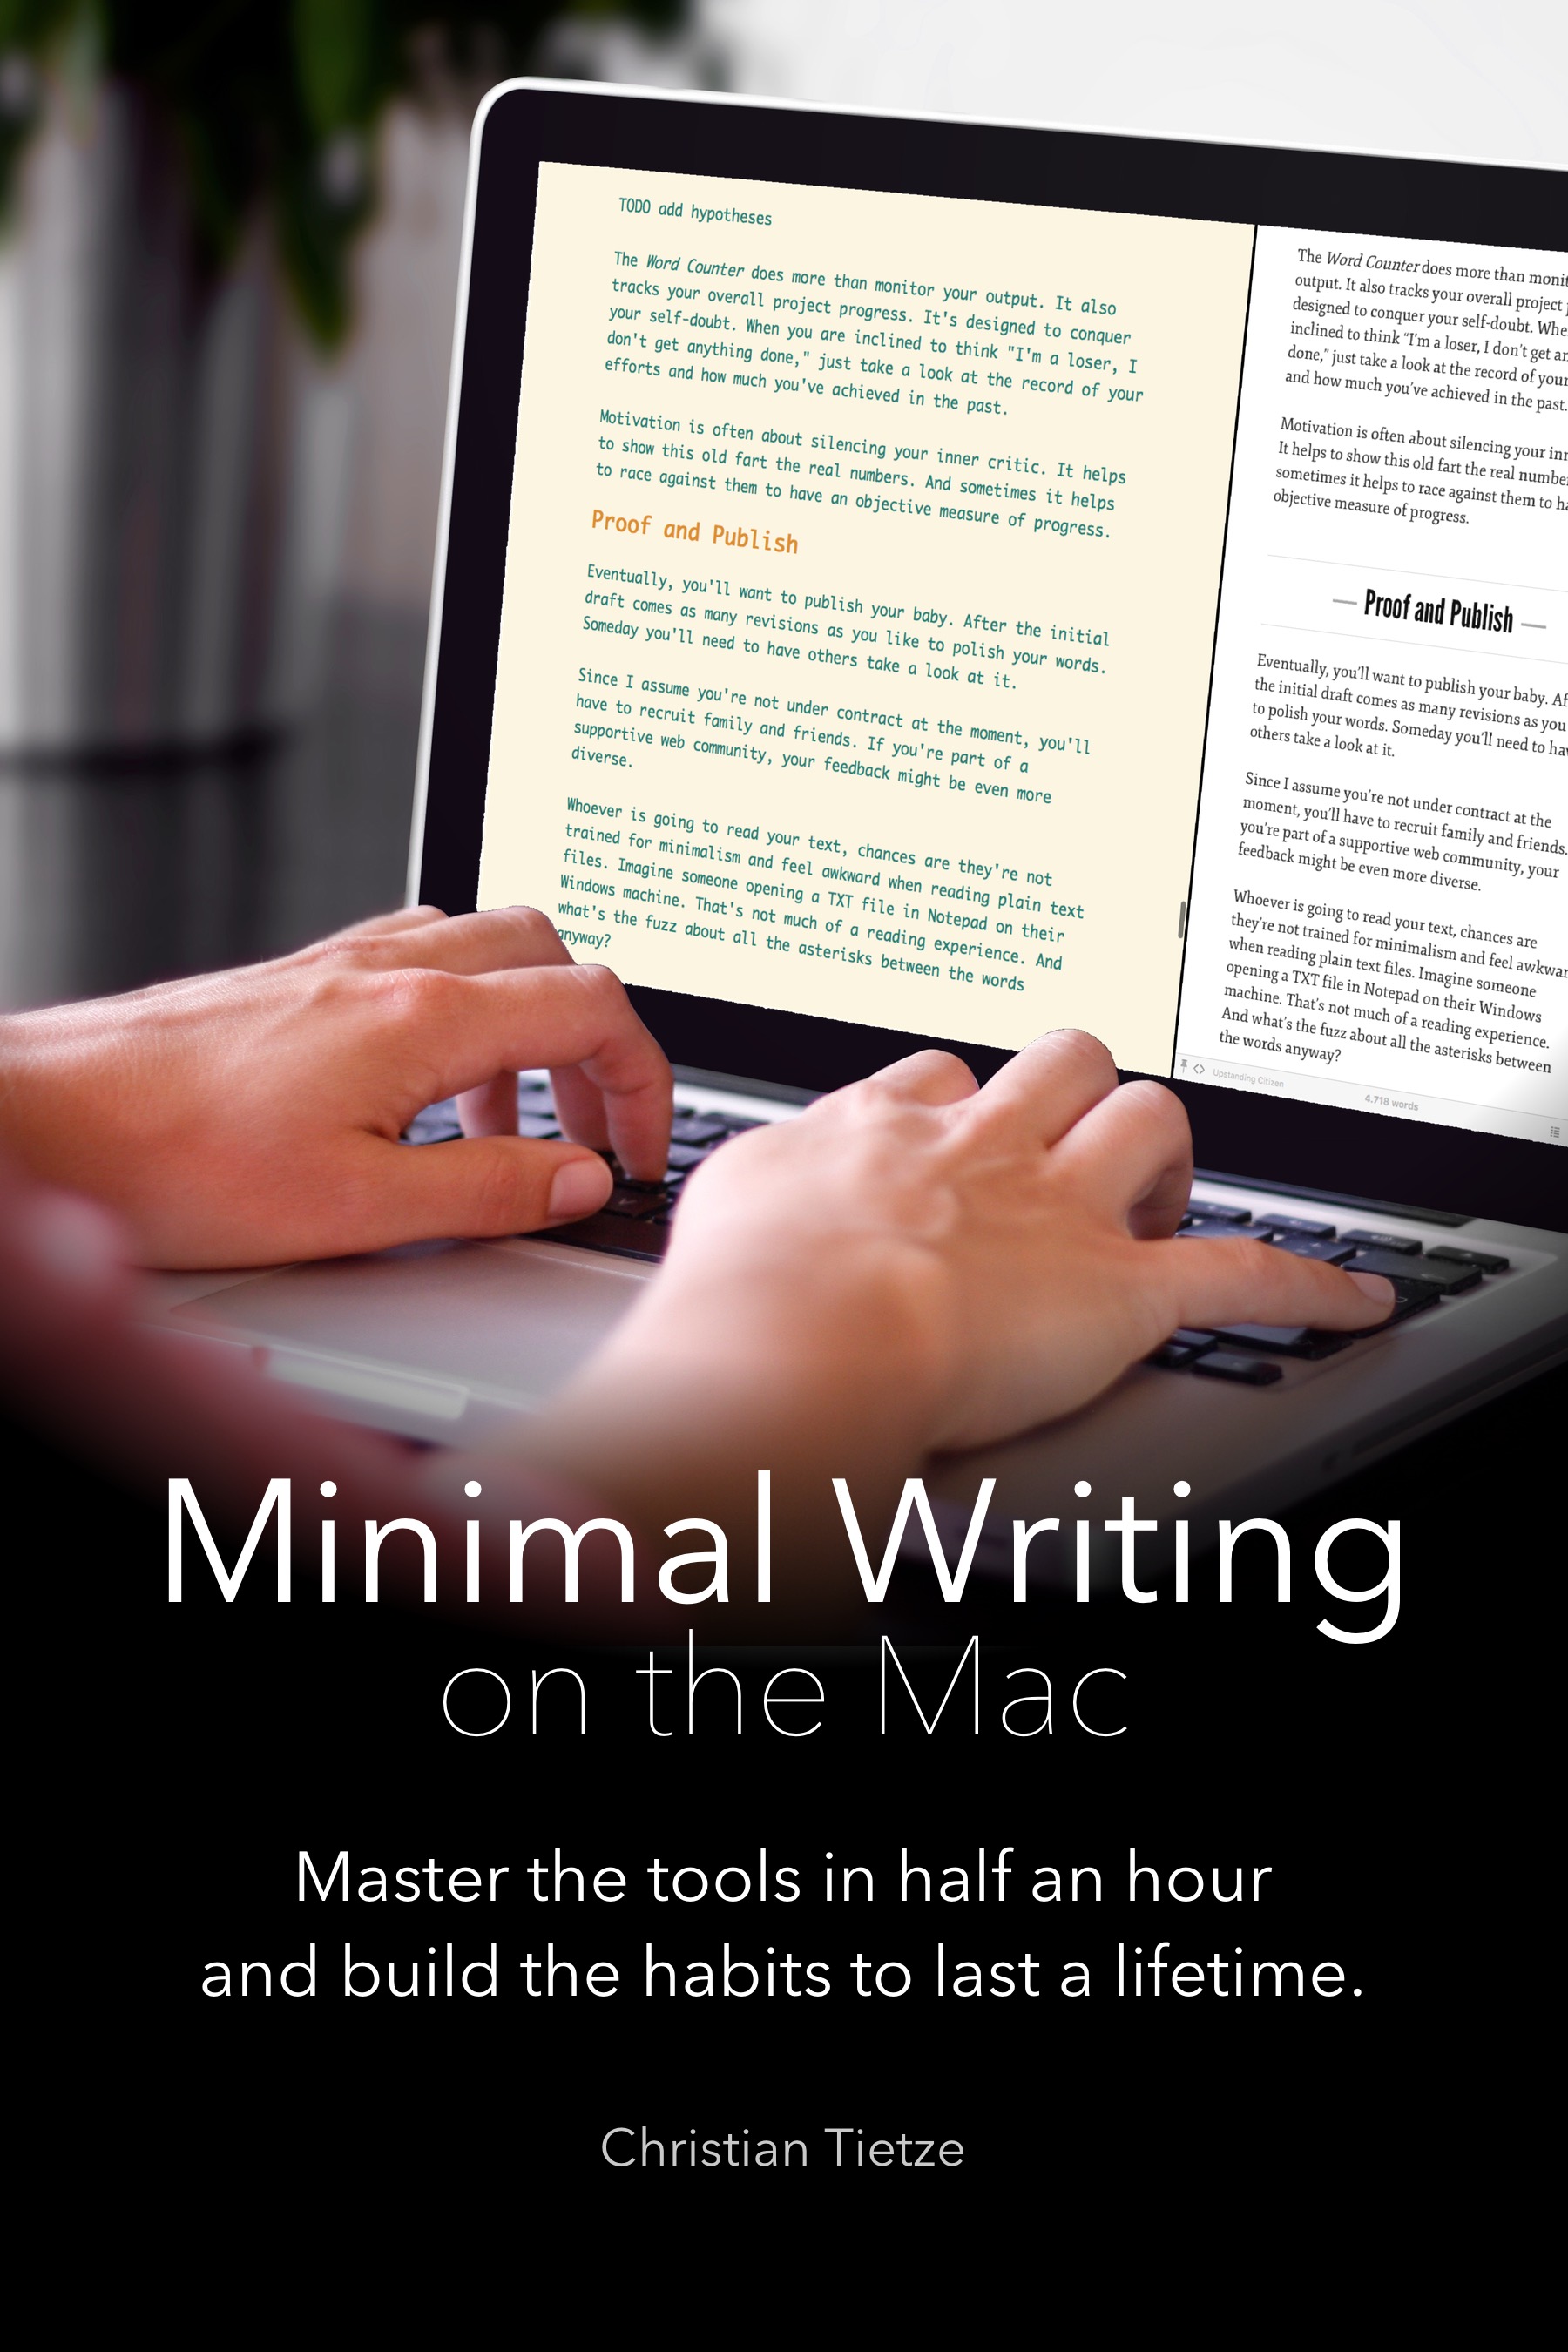 TODO add hypotheses
The Word Counter does more than monitor your output. It also
tracks your overall project progress. It's designed to conquer
your self-doubt. When you are inclined to think "I'm a loser, I
don't get anything done," just take a look at the record of your
efforts and how much you've achieved in the past.
Motivation is often about silencing your inner critic. It helps
to show this old fart the real numbers. And sometimes it helps
to race against them to have an objective measure of progress.
Proof and Publish
Eventually, you'll want to publish your baby. After the initial
draft comes as many revisions as you like to polish your words.
Someday you'll need to have others take a look at it.
Since I assume you're not under contract at the moment, you'll
have to recruit family and friends. If you're part of a
supportive web community, your feedback might be even more
diverse.
Whoever is going to read your text, chances are they're not
trained for minimalism and feel awkward when reading plain text
files. Imagine someone opening a TXT file in Notepad on their
Windows machine. That's not much of a reading experience. And
what's the fuzz about all the asterisks between the words
anyway?
The Word Counter does more than monit
output. It also tracks your overall project
designed to conquer your self-doubt. Whe
inclined to think “I’m a loser, I don’t get an
done,” just take a look at the record of your
and how much you’ve achieved in the past.
Motivation is often about silencing your inn
It helps to show this old fart the real numbe
sometimes it helps to race against them to ha
objective measure of progress.
— Proof and Publish —
Eventually, you’ll want to publish your baby. Af
the initial draft comes as many revisions as you
to polish your words. Someday you’ll need to hav
others take a look at it.
Since I assume you’re not under contract at the
moment, you’ll have to recruit family and friends.
you’re part of a supportive web community, your
feedback might be even more diverse.
Whoever is going to read your text, chances are
they’re not trained for minimalism and feel awkwar
when reading plain text files. Imagine someone
opening a TXT file in Notepad on their Windows
machine. That’s not much of a reading experience.
And what’s the fuzz about all the asterisks between
the words anyway?
Upstanding Citizen
4.718 words
Minimal Writing
on the Mac
Master the tools in half an hour
and build the habits to last a lifetime.
Christian Tietze